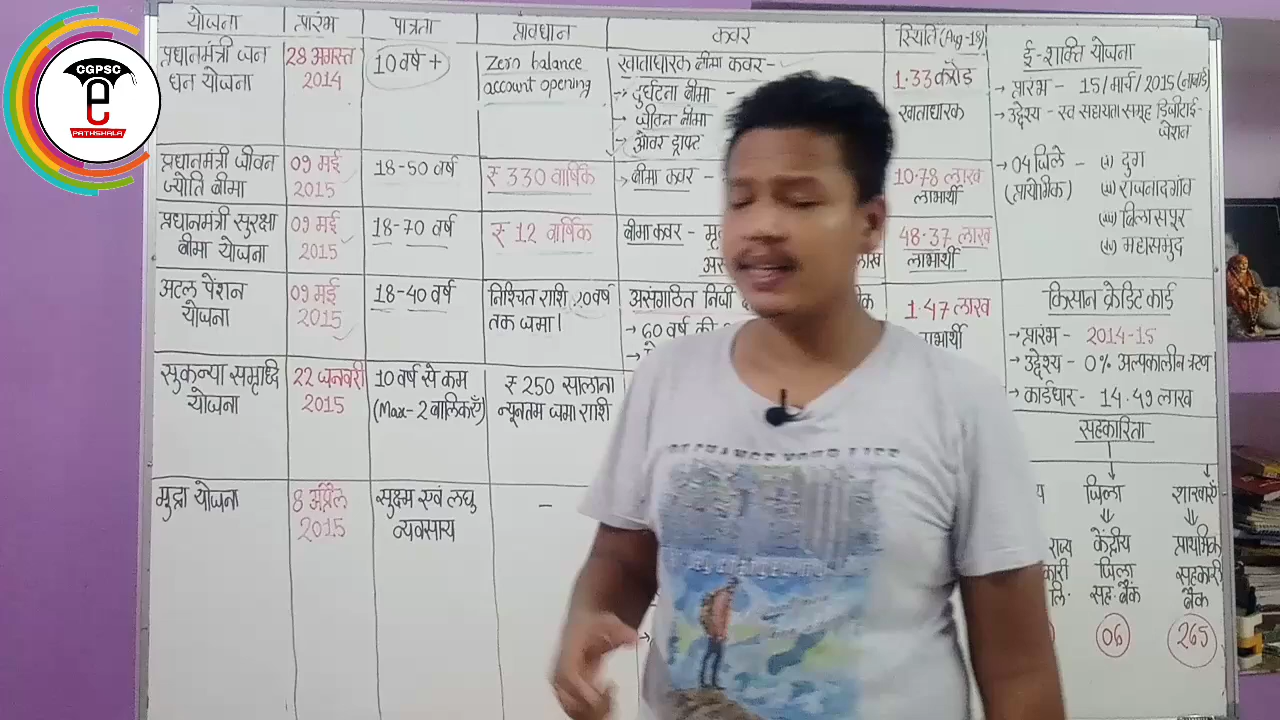 CGPSC
e
PATHSHALA
योजना
प्रारंभ
पात्रता
प्रावधान
कवर
स्थिति (Aug-19)
प्रधानमंत्री जन
धन योजना
28 अगस्त
2014
10 वर्ष +
Zero balance
account opening
खाताधारक बीमा कवर -
→ दुर्घटना बीमा -
→ जीवन बीमा
→ ओवर ड्राफ्ट
1.33 करोड़
खाताधारक
प्रधानमंत्री जीवन
ज्योति बीमा
09 मई
2015
18-50 वर्ष
₹ 330 वार्षिक
→ बीमा कवर -
10.78 लाख
लाभार्थी
प्रधानमंत्री सुरक्षा
बीमा योजना
09 मई
2015
18-70 वर्ष
₹ 12 वार्षिक
बीमा कवर -
48.37 लाख
लाभार्थी
अटल पेंशन
योजना
09 मई
2015
18-40 वर्ष
निश्चित राशि 20 वर्ष
तक जमा।
असंगठित निजी
→ 60 वर्ष की
1.47 लाख
सुकन्या समृद्धि
योजना
22 जनवरी
2015
10 वर्ष से कम
(Max-2 बालिकाएँ)
₹ 250 सालाना
न्यूनतम जमा राशि
मुद्रा योजना
8 अप्रैल
2015
सूक्ष्म एवं लघु
व्यवसाय
-
ई-शक्ति योजना
→ प्रारंभ - 15/मार्च/2015 (नाबार्ड)
→ उद्देश्य - स्व सहायता समूह डिजीटाई-
जेशन
→ 04 जिले - (i) दुर्ग
(प्राथमिक) (ii) राजनांदगांव
(iii) बिलासपुर
(iv) महासमुंद
किसान क्रेडिट कार्ड
→ प्रारंभ - 2014-15
→ उद्देश्य - 0% अल्पकालीन ऋण
→ कार्डधार - 14.49 लाख
सहकारिता
जिला
केंद्रीय
जिला
सह. बैंक
06
शाखाएं
प्राथमिक
सहकारी
बैंक
265
CHANGE YOUR LIFE